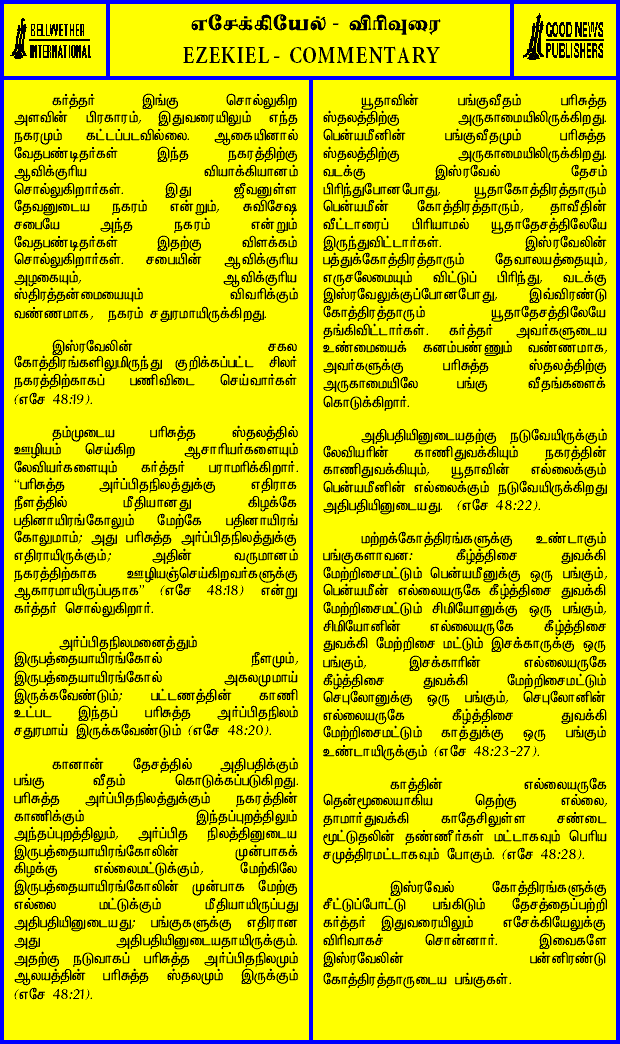 BELLWETHER
INTERNATIONAL
எசேக்கியேல் - விரிவுரை
EZEKIEL - COMMENTARY
GOOD NEWS
PUBLISHERS
கர்த்தர் இங்கு சொல்லுகிற
அளவின் பிரகாரம், இதுவரையிலும் எந்த
நகரமும் கட்டப்படவில்லை. ஆகையினால்
வேதபண்டிதர்கள் இந்த நகரத்திற்கு
ஆவிக்குரிய வியாக்கியானம்
சொல்லுகிறார்கள். இது ஜீவனுள்ள
தேவனுடைய நகரம் என்றும், சுவிசேஷ
சபையே அந்த நகரம் என்றும்
வேதபண்டிதர்கள் இதற்கு விளக்கம்
சொல்லுகிறார்கள். சபையின் ஆவிக்குரிய
அழகையும், ஆவிக்குரிய
ஸ்திரத்தன்மையையும் விவரிக்கும்
வண்ணமாக, நகரம் சதுரமாயிருக்கிறது.
இஸ்ரவேலின் சகல
கோத்திரங்களிலுமிருந்து குறிக்கப்பட்ட சிலர்
நகரத்திற்காகப் பணிவிடை செய்வார்கள்
(எசே 48:19).
தம்முடைய பரிசுத்த ஸ்தலத்தில்
ஊழியம் செய்கிற ஆசாரியர்களையும்
லேவியர்களையும் கர்த்தர் பராமரிக்கிறார்.
"பரிசுத்த அர்ப்பிதநிலத்துக்கு எதிராக
நீளத்தில் மீதியானது கிழக்கே
பதினாயிரங்கோலும் மேற்கே பதினாயிரங்
கோலுமாம்; அது பரிசுத்த அர்ப்பிதநிலத்துக்கு
எதிராயிருக்கும்; அதின் வருமானம்
நகரத்திற்காக ஊழியஞ்செய்கிறவர்களுக்கு
ஆகாரமாயிருப்பதாக" (எசே 48:18) என்று
கர்த்தர் சொல்லுகிறார்.
அர்ப்பிதநிலமனைத்தும்
இருபத்தையாயிரங்கோல் நீளமும்,
இருபத்தையாயிரங்கோல் அகலமுமாய்
இருக்கவேண்டும்; பட்டணத்தின் காணி
உட்பட இந்தப் பரிசுத்த அர்ப்பிதநிலம்
சதுரமாய் இருக்கவேண்டும் (எசே 48:20).
கானான் தேசத்தில் அதிபதிக்கும்
பங்கு வீதம் கொடுக்கப்படுகிறது.
பரிசுத்த அர்ப்பிதநிலத்துக்கும் நகரத்தின்
காணிக்கும் இந்தப்புறத்திலும்
அந்தப்புறத்திலும், அர்ப்பித நிலத்தினுடைய
இருபத்தையாயிரங்கோலின் முன்பாகக்
கிழக்கு எல்லைமட்டுக்கும், மேற்கிலே
இருபத்தையாயிரங்கோலின் முன்பாக மேற்கு
எல்லை மட்டுக்கும் மீதியாயிருப்பது
அதிபதியினுடையது; பங்குகளுக்கு எதிரான
அது அதிபதியினுடையதாயிருக்கும்.
அதற்கு நடுவாகப் பரிசுத்த அர்ப்பிதநிலமும்
ஆலயத்தின் பரிசுத்த ஸ்தலமும் இருக்கும்
(எசே 48:21).
யூதாவின் பங்குவீதம் பரிசுத்த
ஸ்தலத்திற்கு அருகாமையிலிருக்கிறது.
பென்யமீனின் பங்குவீதமும் பரிசுத்த
ஸ்தலத்திற்கு அருகாமையிலிருக்கிறது.
வடக்கு இஸ்ரவேல் தேசம்
பிரிந்துபோனபோது, யூதாகோத்திரத்தாரும்
பென்யமீன் கோத்திரத்தாரும், தாவீதின்
வீட்டாரைப் பிரியாமல் யூதாதேசத்திலேயே
இருந்துவிட்டார்கள். இஸ்ரவேலின்
பத்துக்கோத்திரத்தாரும் தேவாலயத்தையும்,
எருசலேமையும் விட்டுப் பிரிந்து, வடக்கு
இஸ்ரவேலுக்குப்போனபோது, இவ்விரண்டு
கோத்திரத்தாரும் யூதாதேசத்திலேயே
தங்கிவிட்டார்கள். கர்த்தர் அவர்களுடைய
உண்மையைக் கனம்பண்ணும் வண்ணமாக,
அவர்களுக்கு பரிசுத்த ஸ்தலத்திற்கு
அருகாமையிலே பங்கு வீதங்களைக்
கொடுக்கிறார்.
அதிபதியினுடையதற்கு நடுவேயிருக்கும்
லேவியரின் காணிதுவக்கியும் நகரத்தின்
காணிதுவக்கியும், யூதாவின் எல்லைக்கும்
பென்யமீனின் எல்லைக்கும் நடுவேயிருக்கிறது
அதிபதியினுடையது. (எசே 48:22).
மற்றக்கோத்திரங்களுக்கு உண்டாகும்
பங்குகளாவன: கீழ்த்திசை துவக்கி
மேற்றிசைமட்டும் பென்யமீனுக்கு ஒரு பங்கும்,
பென்யமீன் எல்லையருகே கீழ்த்திசை துவக்கி
மேற்றிசைமட்டும் சிமியோனுக்கு ஒரு பங்கும்,
சிமியோனின் எல்லையருகே கீழ்த்திசை
துவக்கி மேற்றிசை மட்டும் இசக்காருக்கு ஒரு
பங்கும், இசக்காரின் எல்லையருகே
கீழ்த்திசை துவக்கி மேற்றிசைமட்டும்
செபுலோனுக்கு ஒரு பங்கும், செபுலோனின்
எல்லையருகே கீழ்த்திசை துவக்கி
மேற்றிசைமட்டும் காத்துக்கு ஒரு பங்கும்
உண்டாயிருக்கும் (எசே 48:23-27).
காத்தின் எல்லையருகே
தென்மூலையாகிய தெற்கு எல்லை,
தாமார்துவக்கி காதேசிலுள்ள சண்டை
மூட்டுதலின் தண்ணீர்கள் மட்டாகவும் பெரிய
சமுத்திரமட்டாகவும் போகும். (எசே 48:28).
இஸ்ரவேல் கோத்திரங்களுக்கு
சீட்டுப்போட்டு பங்கிடும் தேசத்தைப்பற்றி
கர்த்தர் இதுவரையிலும் எசேக்கியேலுக்கு
விரிவாகச் சொன்னார். இவைகளே
இஸ்ரவேலின் பன்னிரண்டு
கோத்திரத்தாருடைய பங்குகள்.